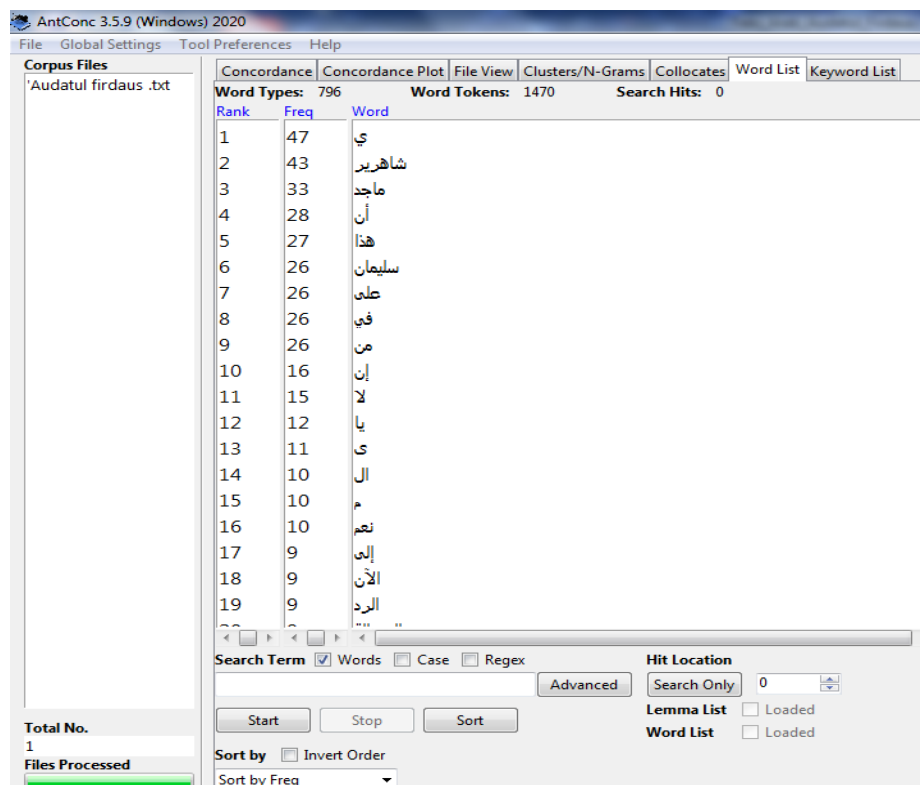 AntConc 3.5.9 (Windows) 2020
File Global Settings Tool Preferences Help
Corpus Files
'Audatul firdaus .txt
Concordance Concordance Plot File View Clusters/N-Grams Collocates Word List Keyword List
Word Types: 796 Word Tokens: 1470 Search Hits: 0
Rank Freq Word
1 47 ي
2 43 شاهرير
3 33 ماجد
4 28 أن
5 27 هذا
6 26 سليمان
7 26 على
8 26 في
9 26 من
10 16 إن
11 15 لا
12 12 يا
13 11 ى
14 10 ال
15 10 م
16 10 نعم
17 9 إلى
18 9 الآن
19 9 الرد
Search Term Words Case Regex Hit Location
Advanced Search Only 0
Start Stop Sort Lemma List Loaded
Word List Loaded
Total No.
1
Files Processed
Sort by Invert Order
Sort by Freq